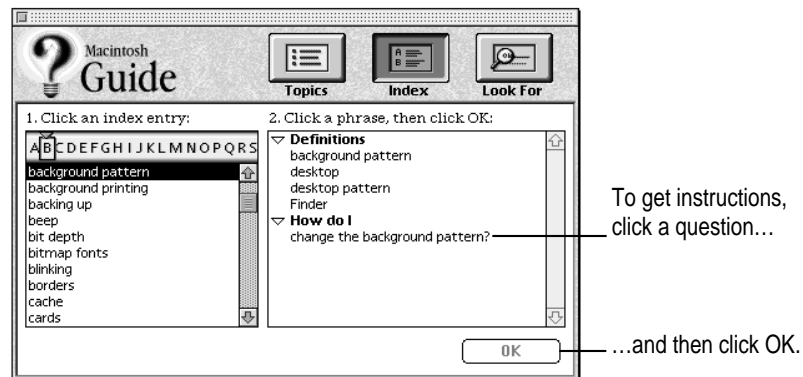 Macintosh
Guide
Topics
Index
Look For
1. Click an index entry:
2. Click a phrase, then click OK:
A B C D E F G H I J K L M N O P Q R S
background pattern
background printing
backing up
beep
bit depth
bitmap fonts
blinking
borders
cache
cards
Definitions
background pattern
desktop
desktop pattern
Finder
How do I
change the background pattern?
OK
To get instructions,
click a question…
…and then click OK.